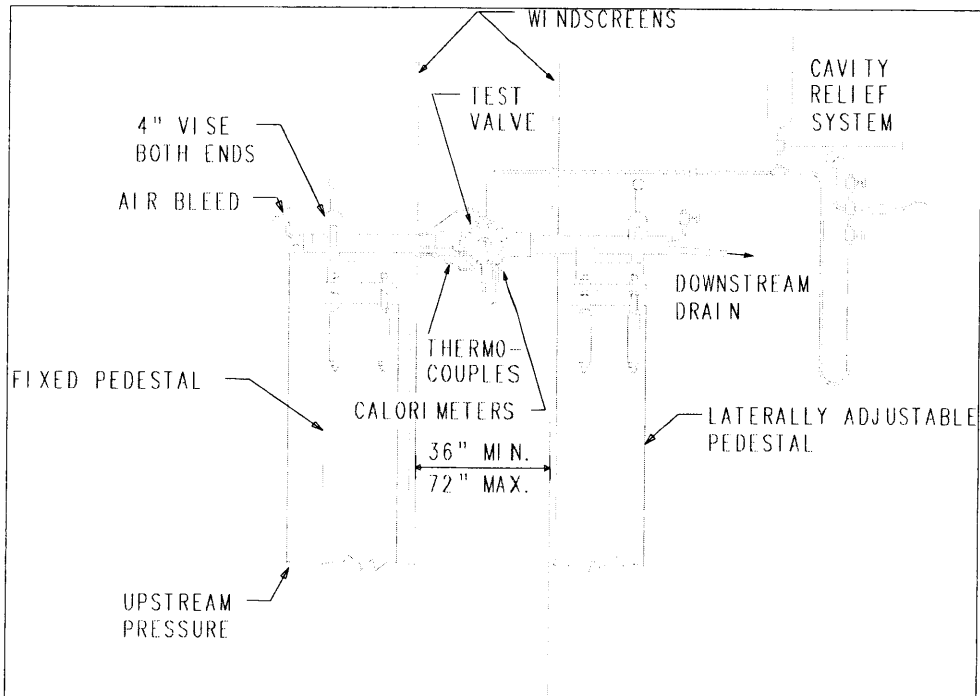 WINDSCREENS
CAVITY
RELIEF
SYSTEM
TEST
VALVE
4" VISE
BOTH ENDS
AIR BLEED
DOWNSTREAM
DRAIN
THERMO-
COUPLES
FIXED PEDESTAL
CALORIMETERS
LATERALLY ADJUSTABLE
PEDESTAL
36" MIN.
72" MAX.
UPSTREAM
PRESSURE